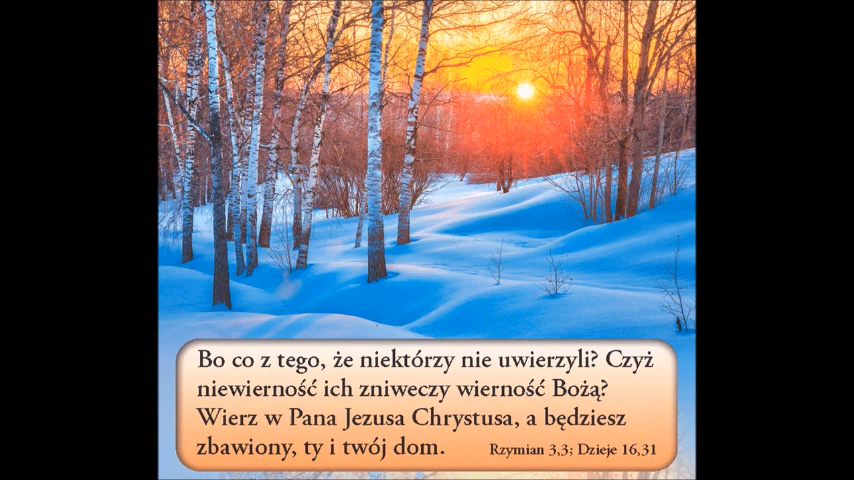 Bo co z tego, że niektórzy nie uwierzyli? Czyż
niewierność ich zniweczy wierność Bożą?
Wierz w Pana Jezusa Chrystusa, a będziesz
zbawiony, ty i twój dom. Rzymian 3,3; Dzieje 16,31